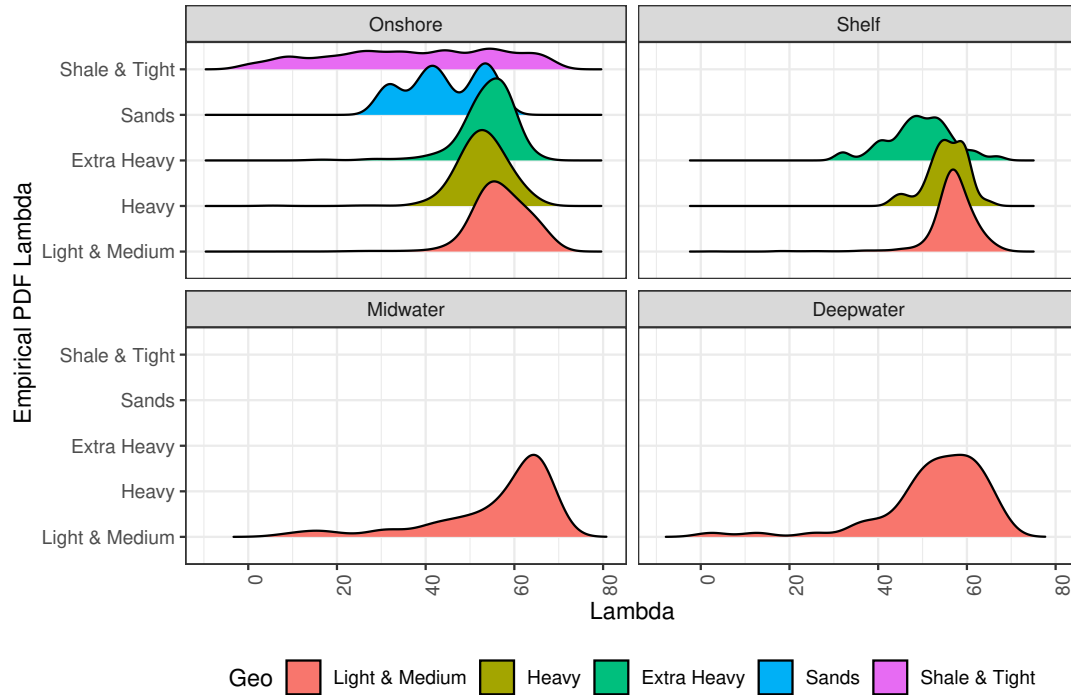 Onshore
Shelf
Shale & Tight
Sands
Extra Heavy
Heavy
Light & Medium
Midwater
Deepwater
Shale & Tight
Sands
Extra Heavy
Heavy
Light & Medium
Empirical PDF Lambda
0 20 40 60 80
0 20 40 60 80
Lambda
Geo Light & Medium Heavy Extra Heavy Sands Shale & Tight